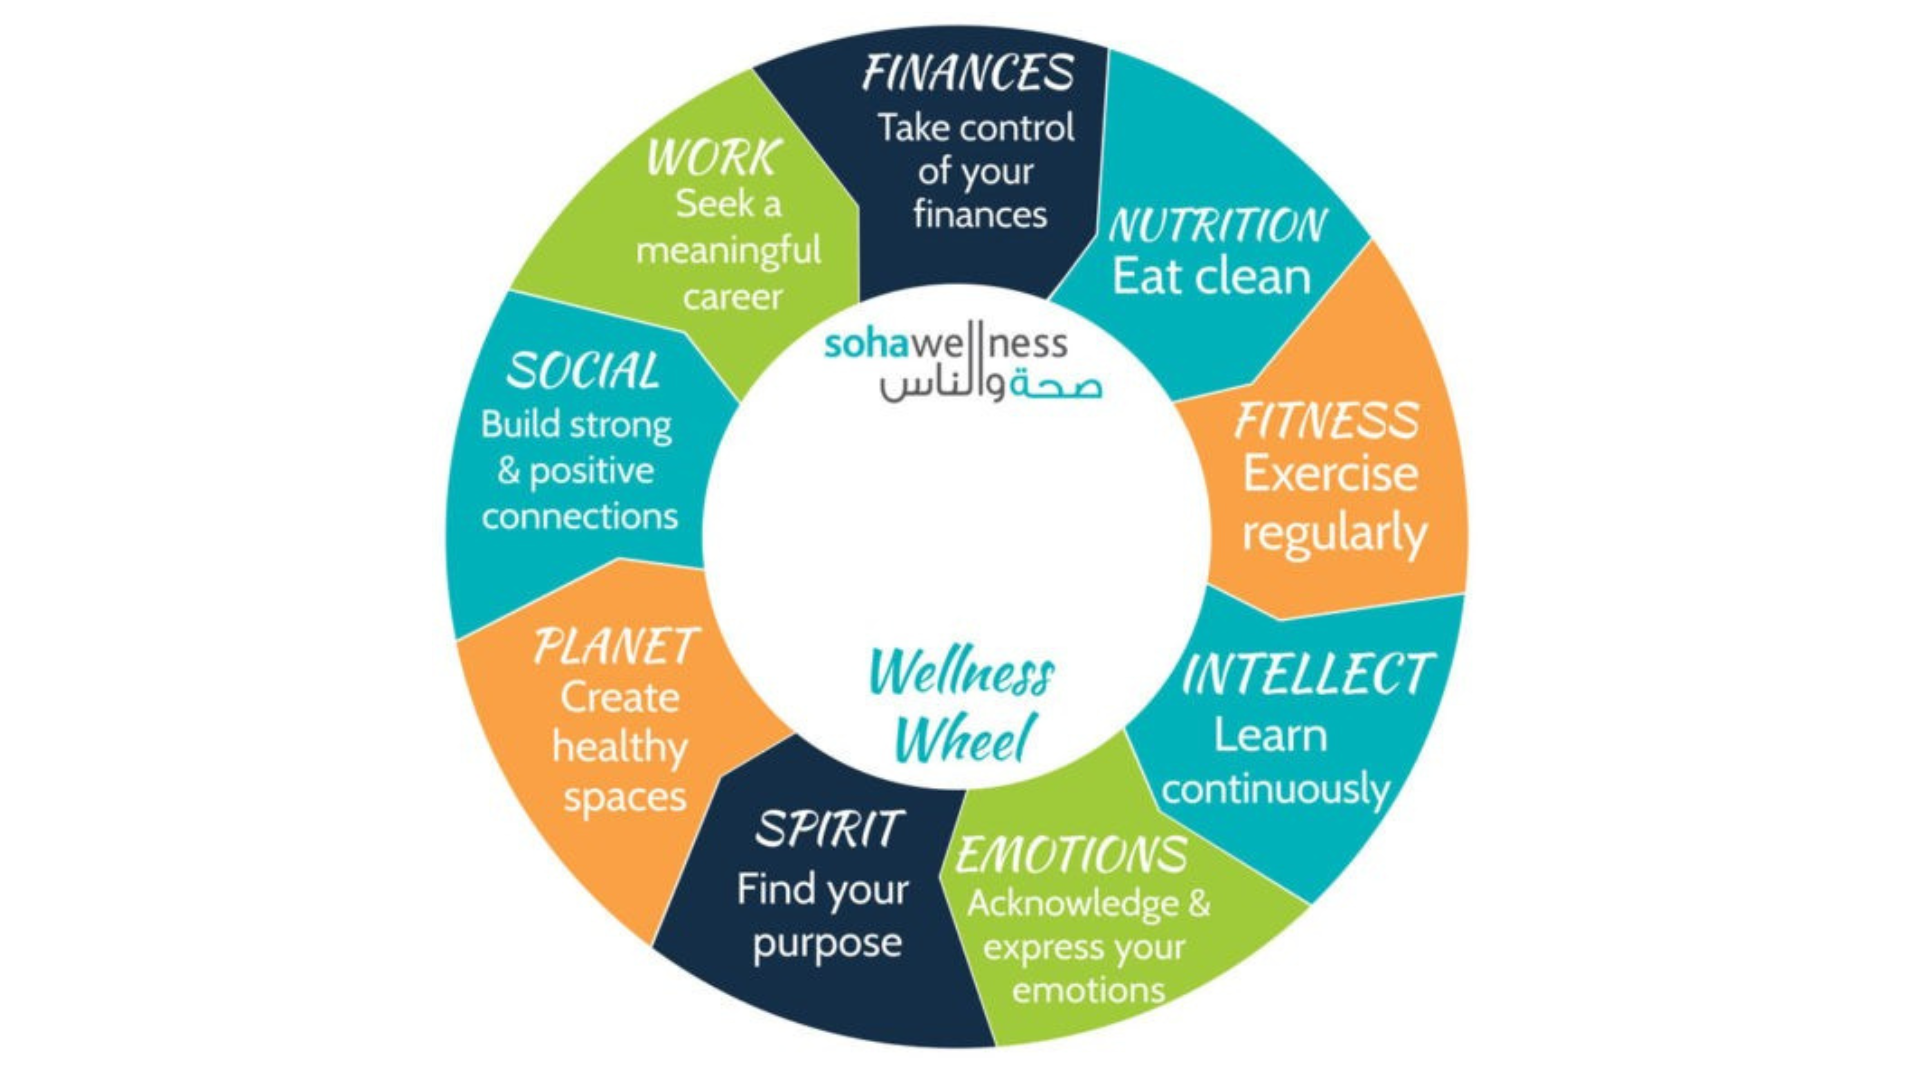 FINANCES
Take control
of your
finances
NUTRITION
Eat clean
FITNESS
Exercise
regularly
INTELLECT
Learn
continuously
EMOTIONS
Acknowledge &
express your
emotions
SPIRIT
Find your
purpose
PLANET
Create
healthy
spaces
SOCIAL
Build strong
& positive
connections
WORK
Seek a
meaningful
career
sohawellness
صحة والناس
Wellness
Wheel